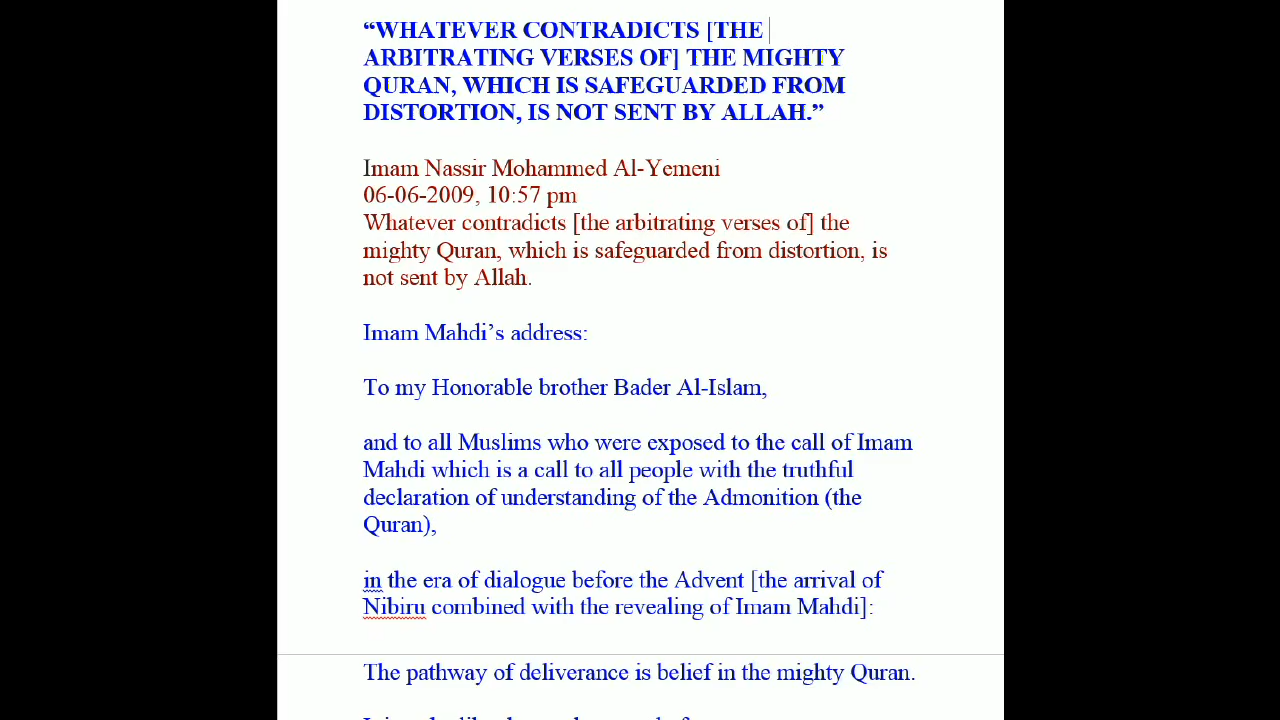 “WHATEVER CONTRADICTS [THE
ARBITRATING VERSES OF] THE MIGHTY
QURAN, WHICH IS SAFEGUARDED FROM
DISTORTION, IS NOT SENT BY ALLAH.”
Imam Nassir Mohammed Al-Yemeni
06-06-2009, 10:57 pm
Whatever contradicts [the arbitrating verses of] the
mighty Quran, which is safeguarded from distortion, is
not sent by Allah.
Imam Mahdi’s address:
To my Honorable brother Bader Al-Islam,
and to all Muslims who were exposed to the call of Imam
Mahdi which is a call to all people with the truthful
declaration of understanding of the Admonition (the
Quran),
in the era of dialogue before the Advent [the arrival of
Nibiru combined with the revealing of Imam Mahdi]:
The pathway of deliverance is belief in the mighty Quran.